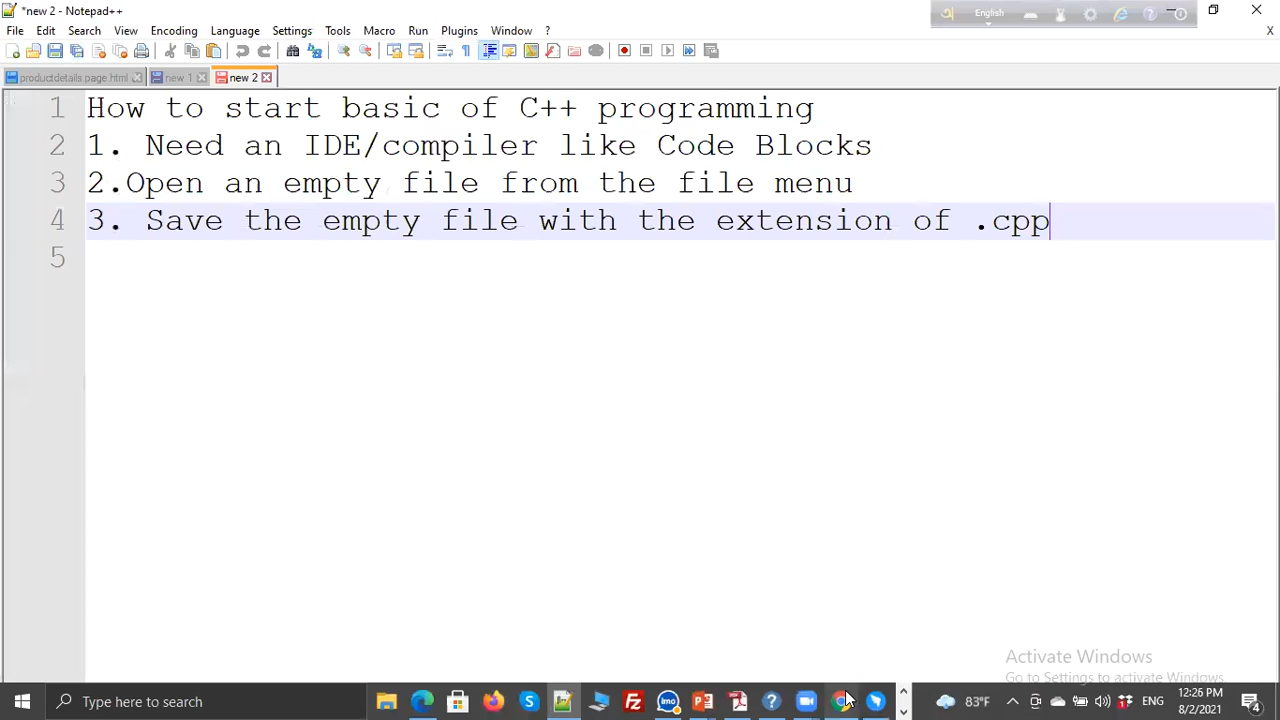 *new 2 - Notepad++
English
File Edit Search View Encoding Language Settings Tools Macro Run Plugins Window ?
X
productdetails page html new 1 new 2
1 How to start basic of C++ programming
2 1. Need an IDE/compiler like Code Blocks
3 2.Open an empty file from the file menu
4 3. Save the empty file with the extension of .cpp
5
Activate Windows
Go to Settings to activate Windows.
Type here to search
imo
83°F
ENG
12:26 PM
8/2/2021
4